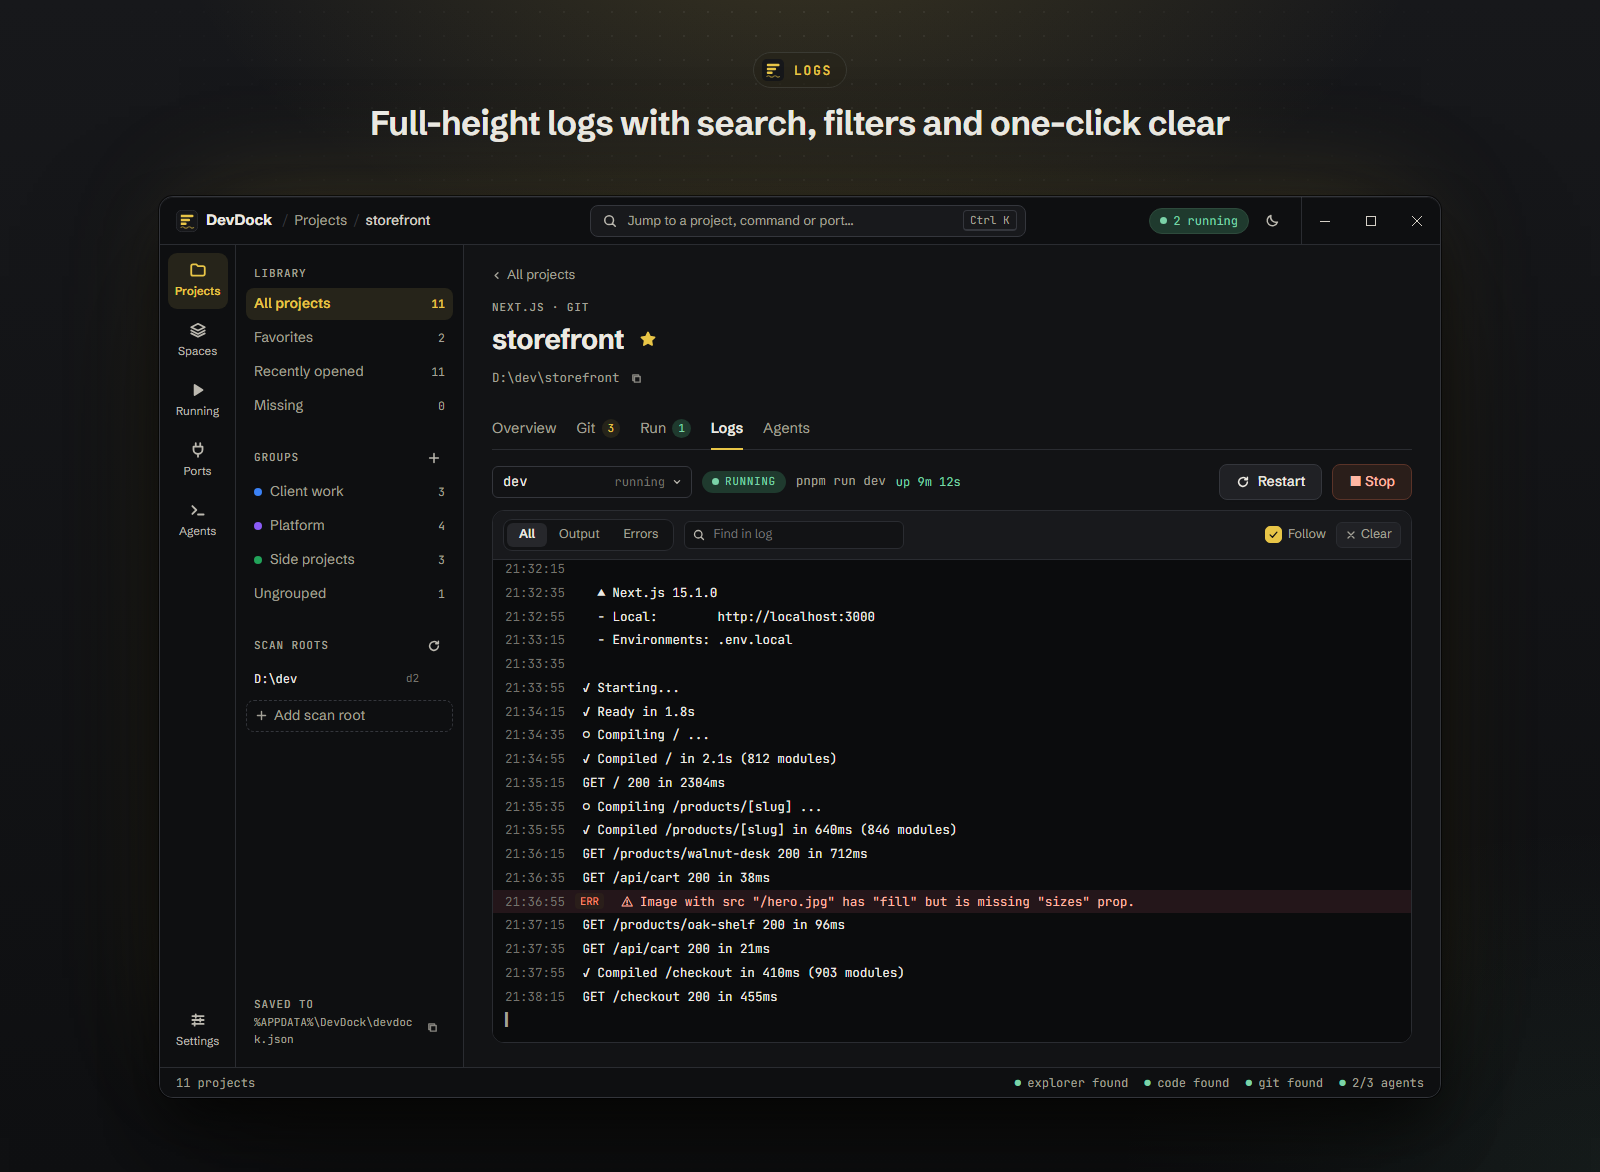 LOGS
Full-height logs with search, filters and one-click clear
DevDock / Projects / storefront
Jump to a project, command or port... Ctrl K
2 running
Projects
Spaces
Running
Ports
Agents
Settings
LIBRARY
All projects 11
Favorites 2
Recently opened 11
Missing 0
GROUPS
Client work 3
Platform 4
Side projects 3
Ungrouped 1
SCAN ROOTS
D:\dev d2
Add scan root
SAVED TO
%APPDATA%\DevDock\devdoc
k.json
All projects
NEXT.JS · GIT
storefront
D:\dev\storefront
Overview Git 3 Run 1 Logs Agents
dev running RUNNING pnpm run dev up 9m 12s Restart Stop
All Output Errors Find in log Follow Clear
21:32:15
21:32:35 ▲ Next.js 15.1.0
21:32:55 - Local: http://localhost:3000
21:33:15 - Environments: .env.local
21:33:35
21:33:55 ✓ Starting...
21:34:15 ✓ Ready in 1.8s
21:34:35 ○ Compiling / ...
21:34:55 ✓ Compiled / in 2.1s (812 modules)
21:35:15 GET / 200 in 2304ms
21:35:35 ○ Compiling /products/[slug] ...
21:35:55 ✓ Compiled /products/[slug] in 640ms (846 modules)
21:36:15 GET /products/walnut-desk 200 in 712ms
21:36:35 GET /api/cart 200 in 38ms
21:36:55 ERR ⚠ Image with src "/hero.jpg" has "fill" but is missing "sizes" prop.
21:37:15 GET /products/oak-shelf 200 in 96ms
21:37:35 GET /api/cart 200 in 21ms
21:37:55 ✓ Compiled /checkout in 410ms (903 modules)
21:38:15 GET /checkout 200 in 455ms
11 projects
explorer found code found git found 2/3 agents